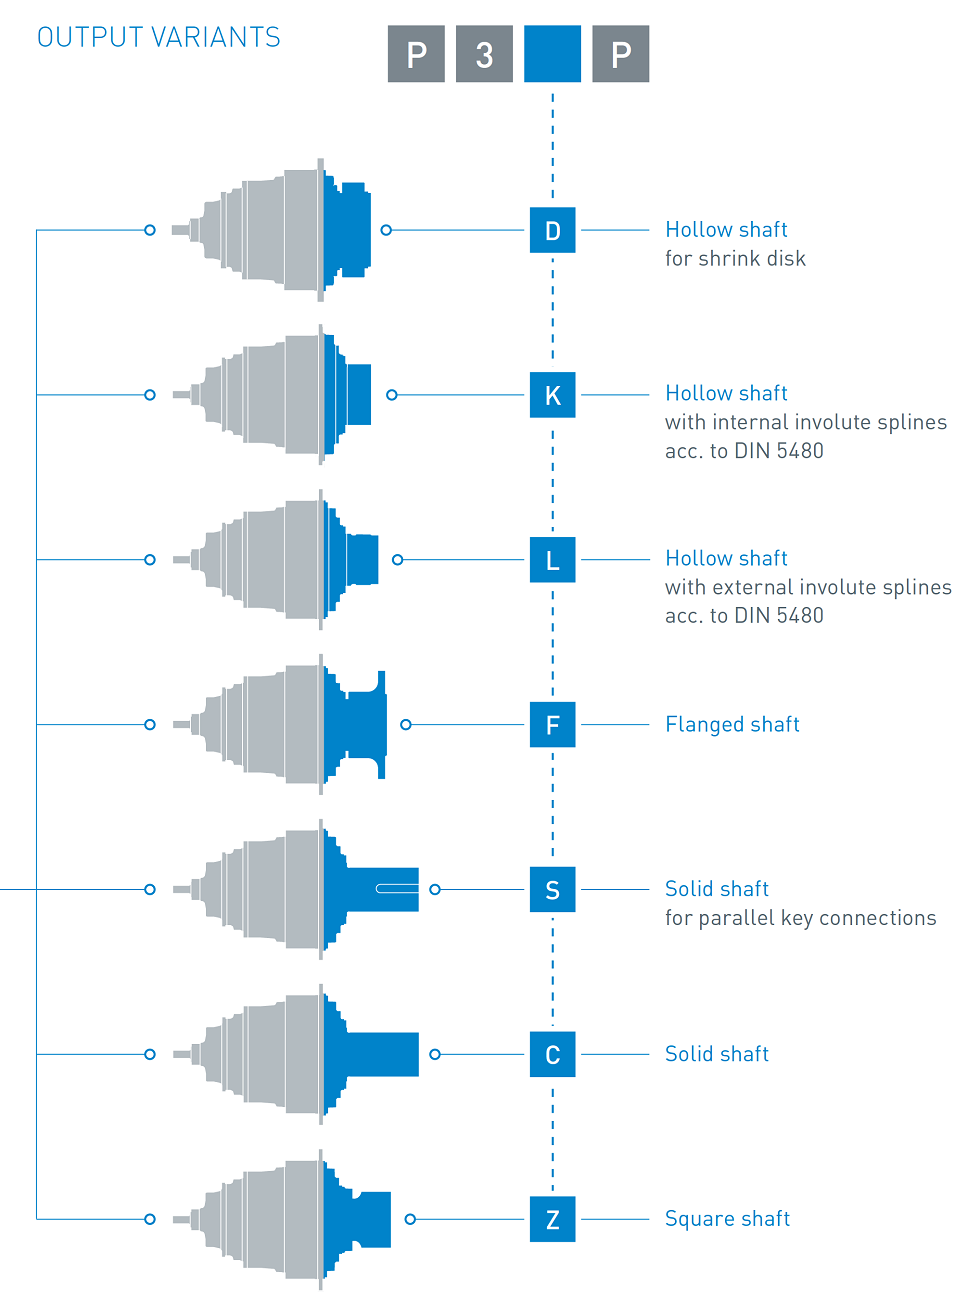 OUTPUT VARIANTS
P 3 P
D
Hollow shaft
for shrink disk
K
Hollow shaft
with internal involute splines
acc. to DIN 5480
L
Hollow shaft
with external involute splines
acc. to DIN 5480
F
Flanged shaft
S
Solid shaft
for parallel key connections
C
Solid shaft
Z
Square shaft